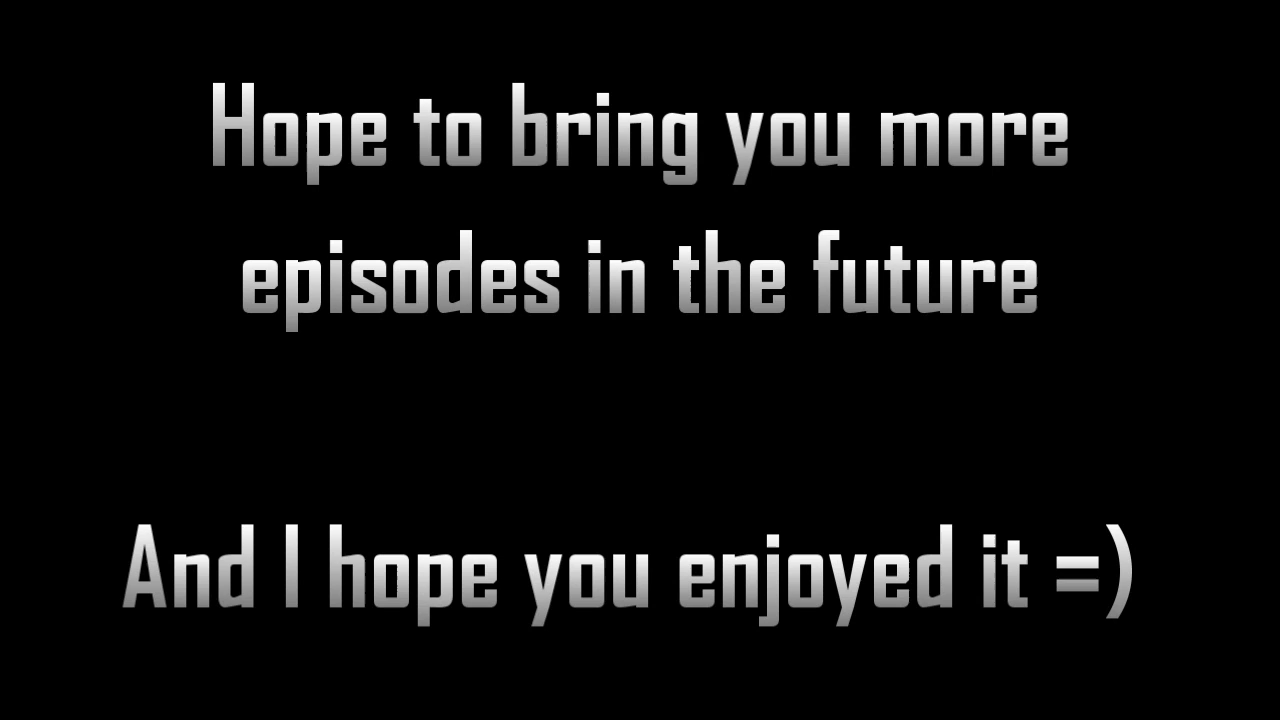 Hope to bring you more
episodes in the future
And I hope you enjoyed it =)